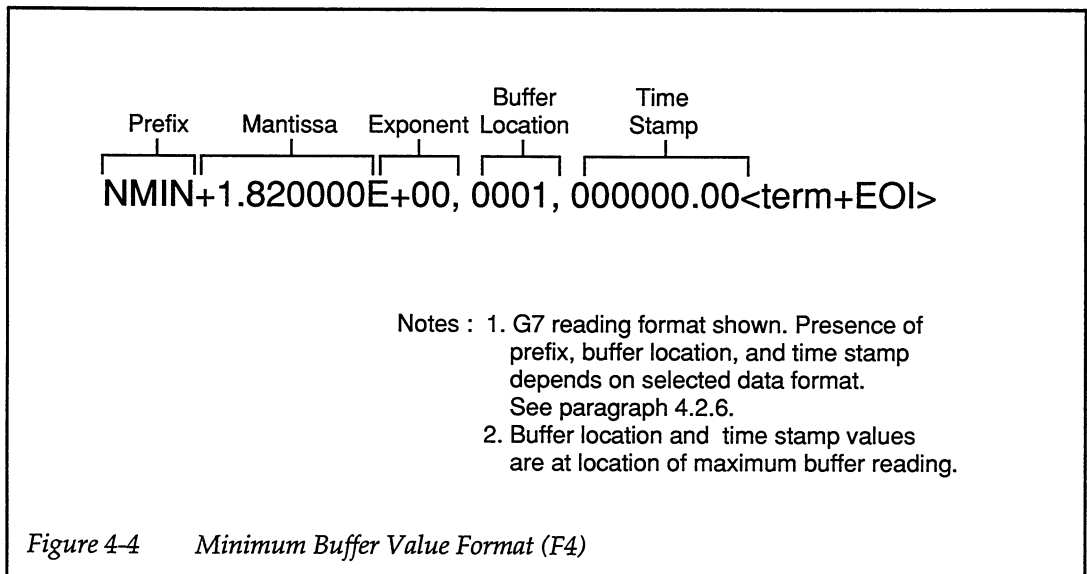 Buffer Time
Prefix Mantissa Exponent Location Stamp
NMIN+1.820000E+00, 0001, 000000.00<term+EOI>
Notes : 1. G7 reading format shown. Presence of
prefix, buffer location, and time stamp
depends on selected data format.
See paragraph 4.2.6.
2. Buffer location and time stamp values
are at location of maximum buffer reading.
Figure 4-4 Minimum Buffer Value Format (F4)